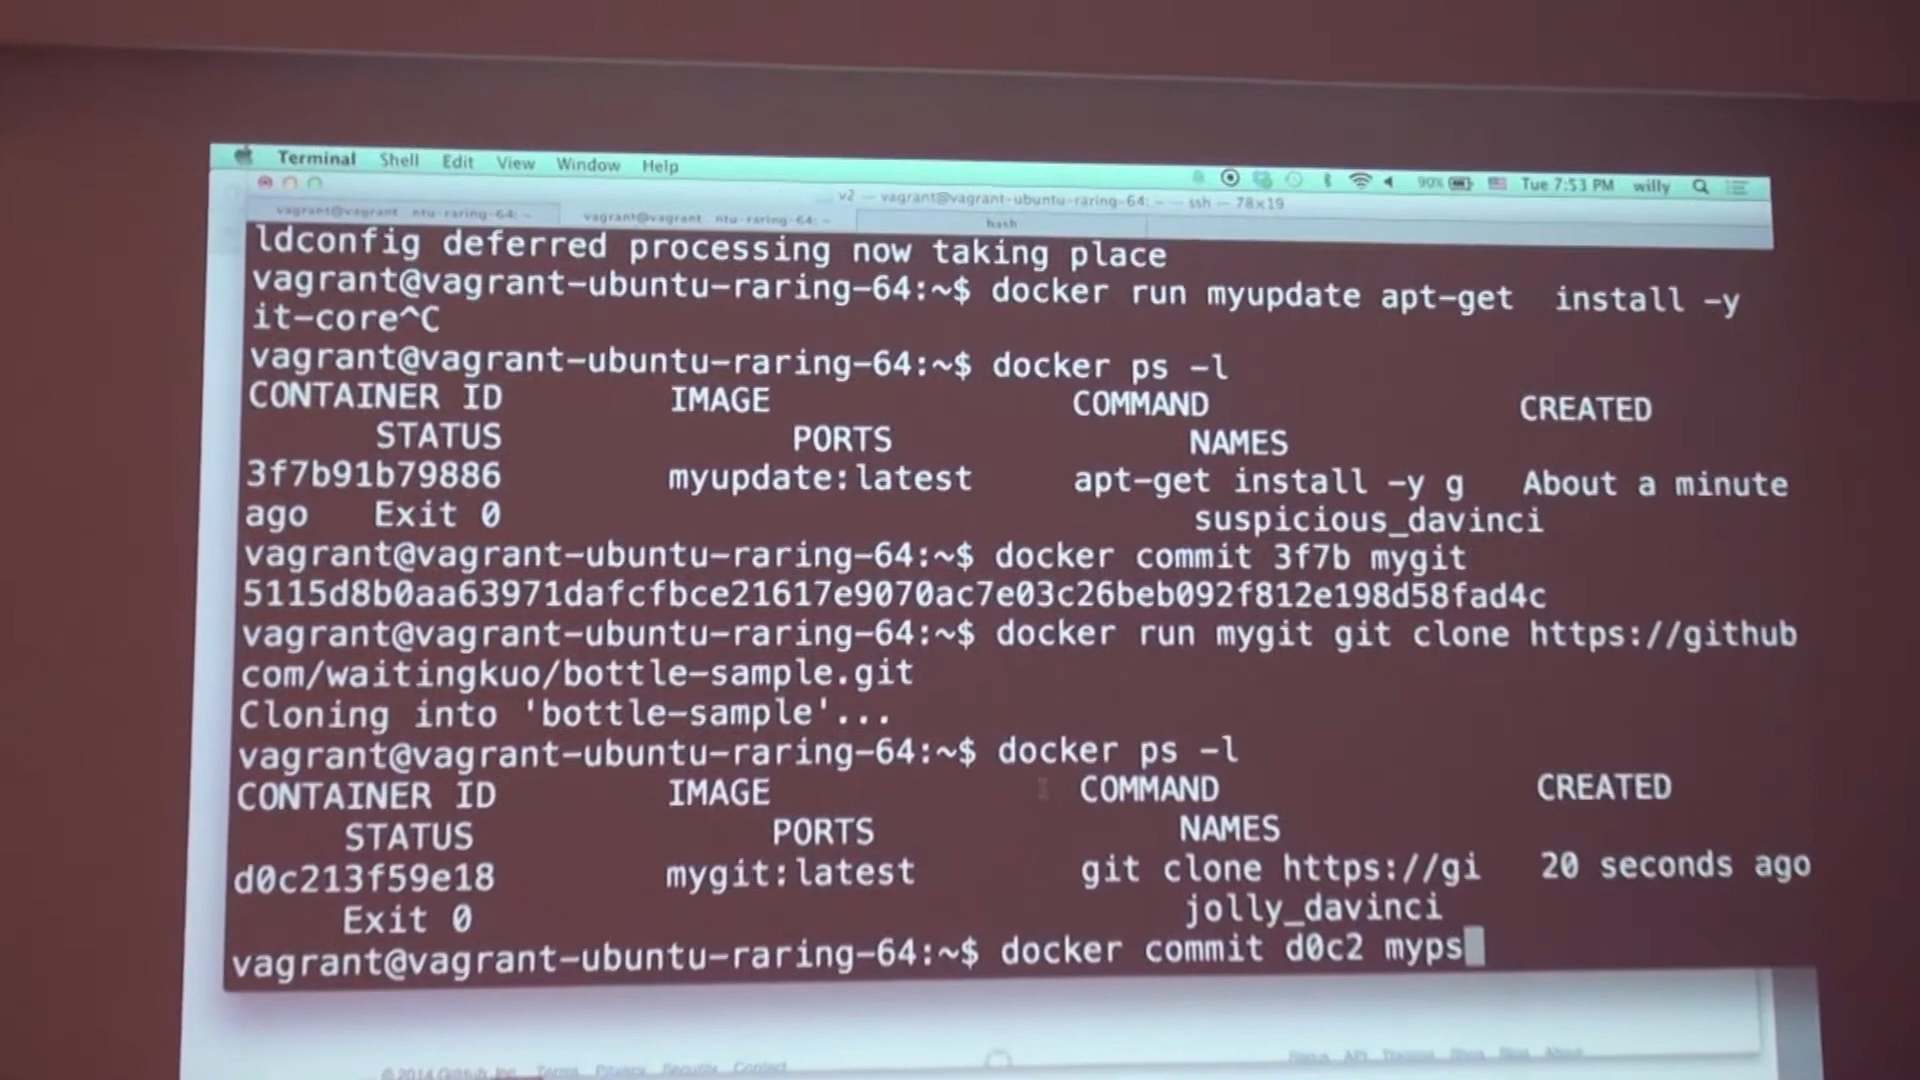 Terminal Shell Edit View Window Help 90% Tue 7:53 PM willy
v2 — vagrant@vagrant-ubuntu-raring-64: ~ — ssh — 78×19
vagrant@vagrant ntu-raring-64: ~ vagrant@vagrant ntu-raring-64: ~ bash
ldconfig deferred processing now taking place
vagrant@vagrant-ubuntu-raring-64:~$ docker run myupdate apt-get  install -y
it-core^C
vagrant@vagrant-ubuntu-raring-64:~$ docker ps -l
CONTAINER ID IMAGE COMMAND CREATED
STATUS PORTS NAMES
3f7b91b79886 myupdate:latest apt-get install -y g About a minute
ago Exit 0 suspicious_davinci
vagrant@vagrant-ubuntu-raring-64:~$ docker commit 3f7b mygit
5115d8b0aa63971dafcfbce21617e9070ac7e03c26beb092f812e198d58fad4c
vagrant@vagrant-ubuntu-raring-64:~$ docker run mygit git clone https://github
com/waitingkuo/bottle-sample.git
Cloning into 'bottle-sample'...
vagrant@vagrant-ubuntu-raring-64:~$ docker ps -l
CONTAINER ID IMAGE COMMAND CREATED
STATUS PORTS NAMES
d0c213f59e18 mygit:latest git clone https://gi 20 seconds ago
Exit 0 jolly_davinci
vagrant@vagrant-ubuntu-raring-64:~$ docker commit d0c2 myps
© 2014 GitHub, Inc. Terms Privacy Security Contact